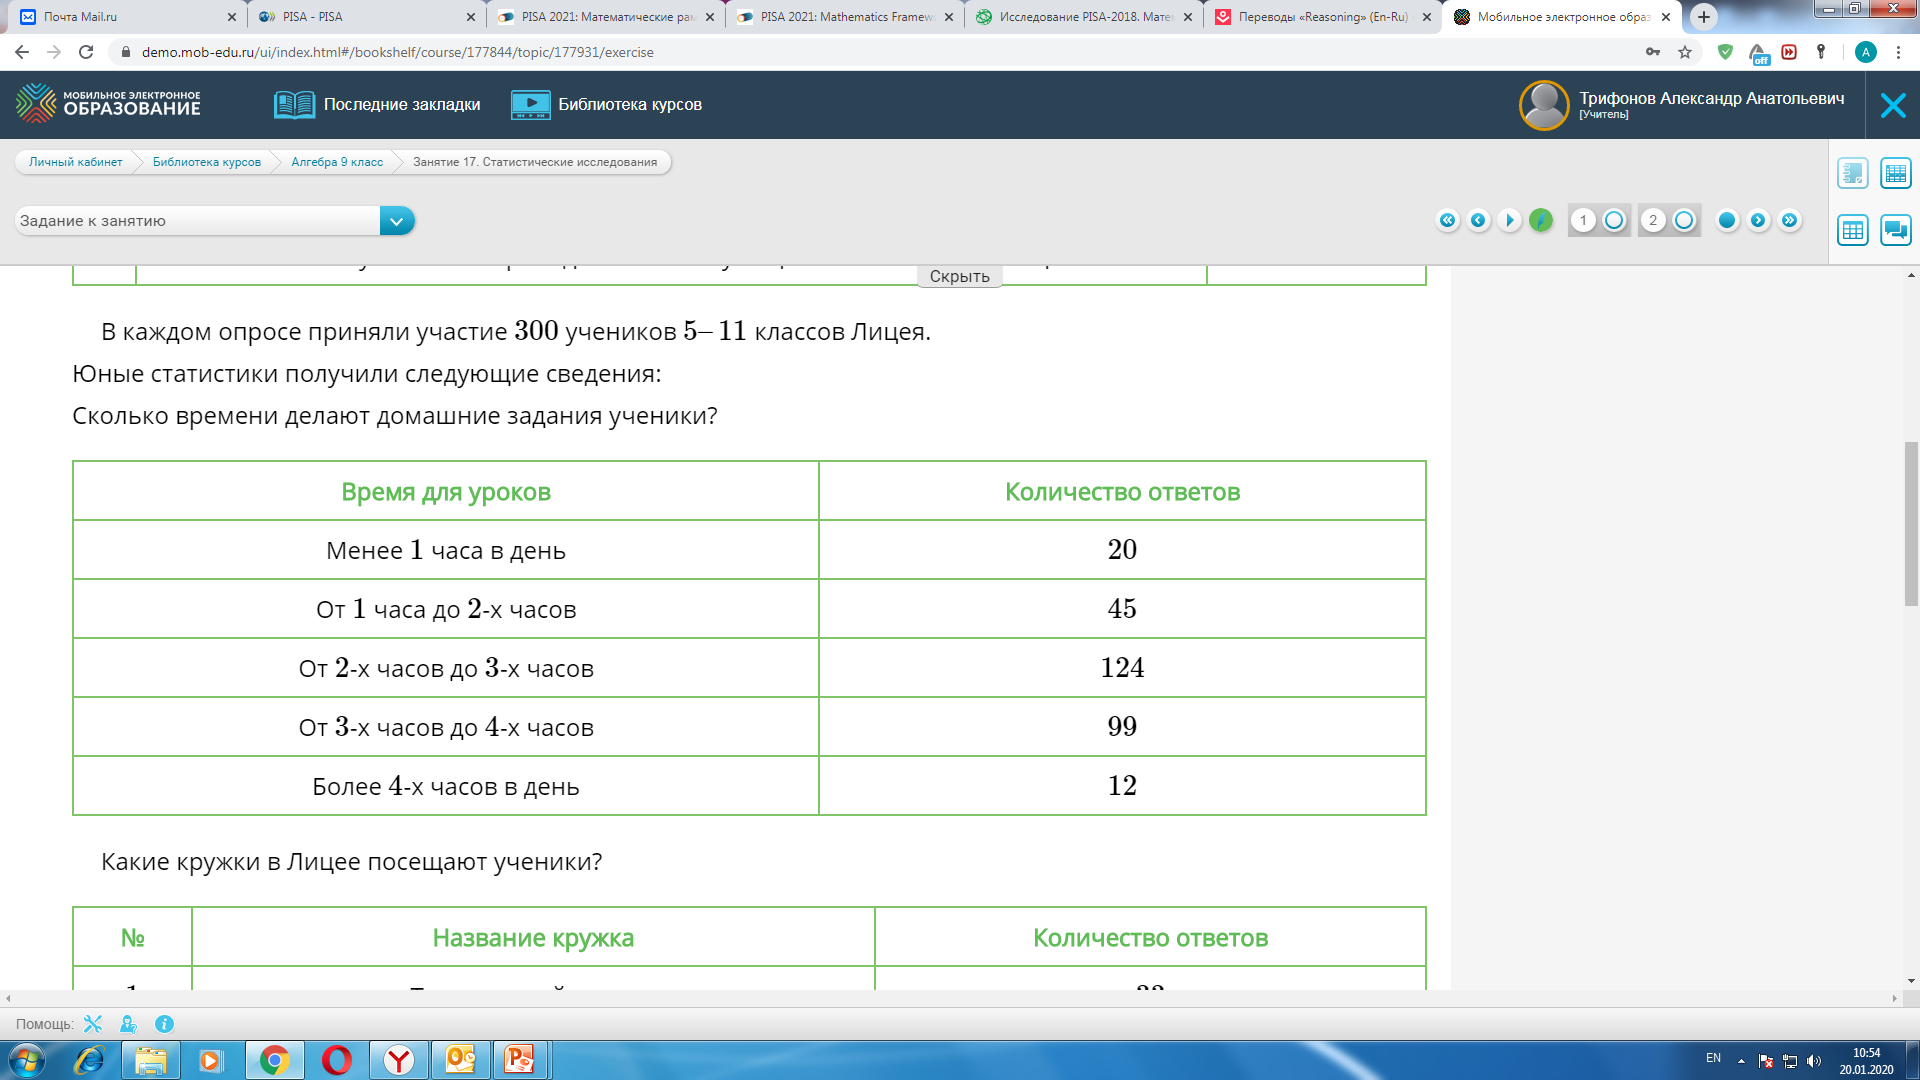 Почта Mail.ru
PISA - PISA
PISA 2021: Математические рам
PISA 2021: Mathematics Framew
Исследование PISA-2018. Мате
Переводы «Reasoning» (En-Ru)
Мобильное электронное образ
demo.mob-edu.ru/ui/index.html#/bookshelf/course/177844/topic/177931/exercise
off
A
МОБИЛЬНОЕ ЭЛЕКТРОННОЕ
ОБРАЗОВАНИЕ
Последние закладки
Библиотека курсов
Трифонов Александр Анатольевич
[Учитель]
Личный кабинет
Библиотека курсов
Алгебра 9 класс
Занятие 17. Статистические исследования
Задание к занятию
1
2
Скрыть
В каждом опросе приняли участие 300 учеников 5– 11 классов Лицея.
Юные статистики получили следующие сведения:
Сколько времени делают домашние задания ученики?
Время для уроков Количество ответов
Менее 1 часа в день 20
От 1 часа до 2-х часов 45
От 2-х часов до 3-х часов 124
От 3-х часов до 4-х часов 99
Более 4-х часов в день 12
Какие кружки в Лицее посещают ученики?
№ Название кружка Количество ответов
Помощь:
EN
10:54
20.01.2020